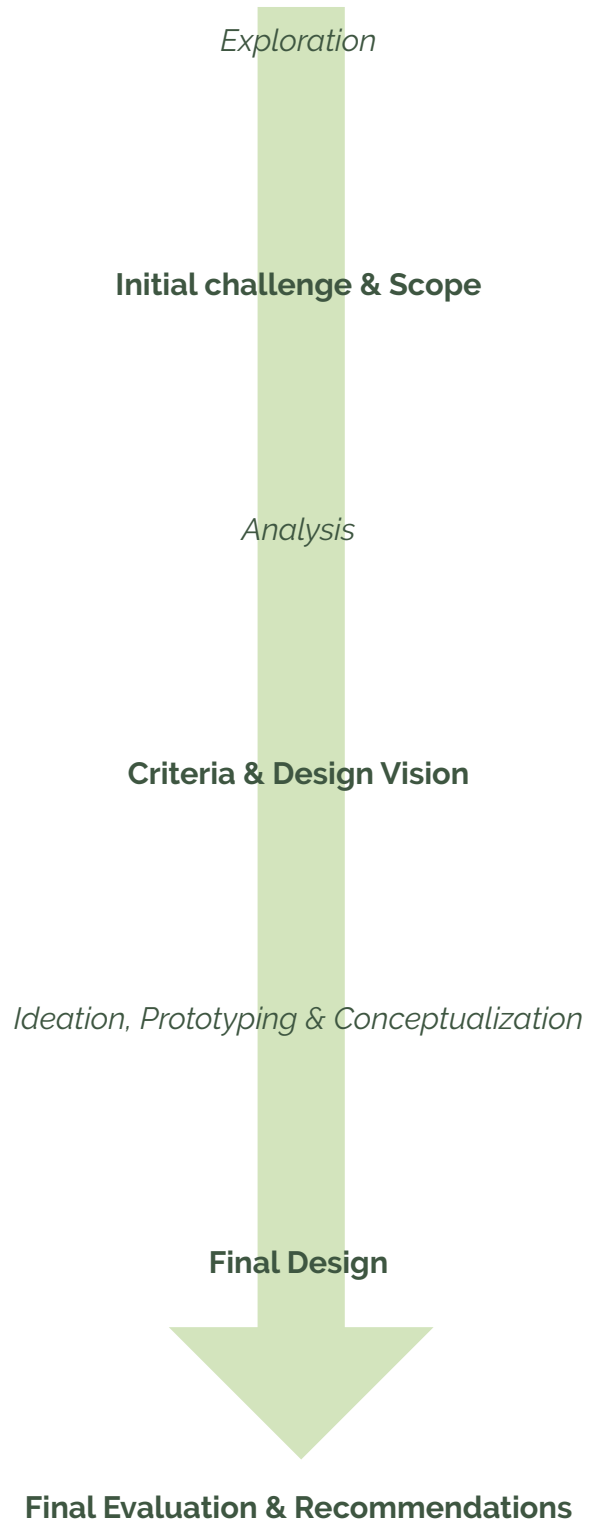 Exploration
Initial challenge & Scope
Analysis
Criteria & Design Vision
Ideation, Prototyping & Conceptualization
Final Design
Final Evaluation & Recommendations